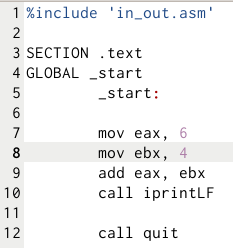 1 %include 'in_out.asm'
2
3 SECTION .text
4 GLOBAL _start
5         _start:
6
7         mov eax, 6
8         mov ebx, 4
9         add eax, ebx
10         call iprintLF
11
12         call quit